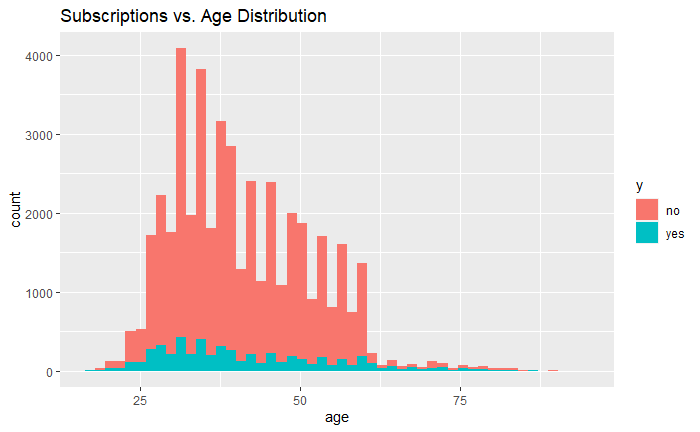 Subscriptions vs. Age Distribution
4000
3000
2000
1000
0
count
25
50
75
age
y
no
yes